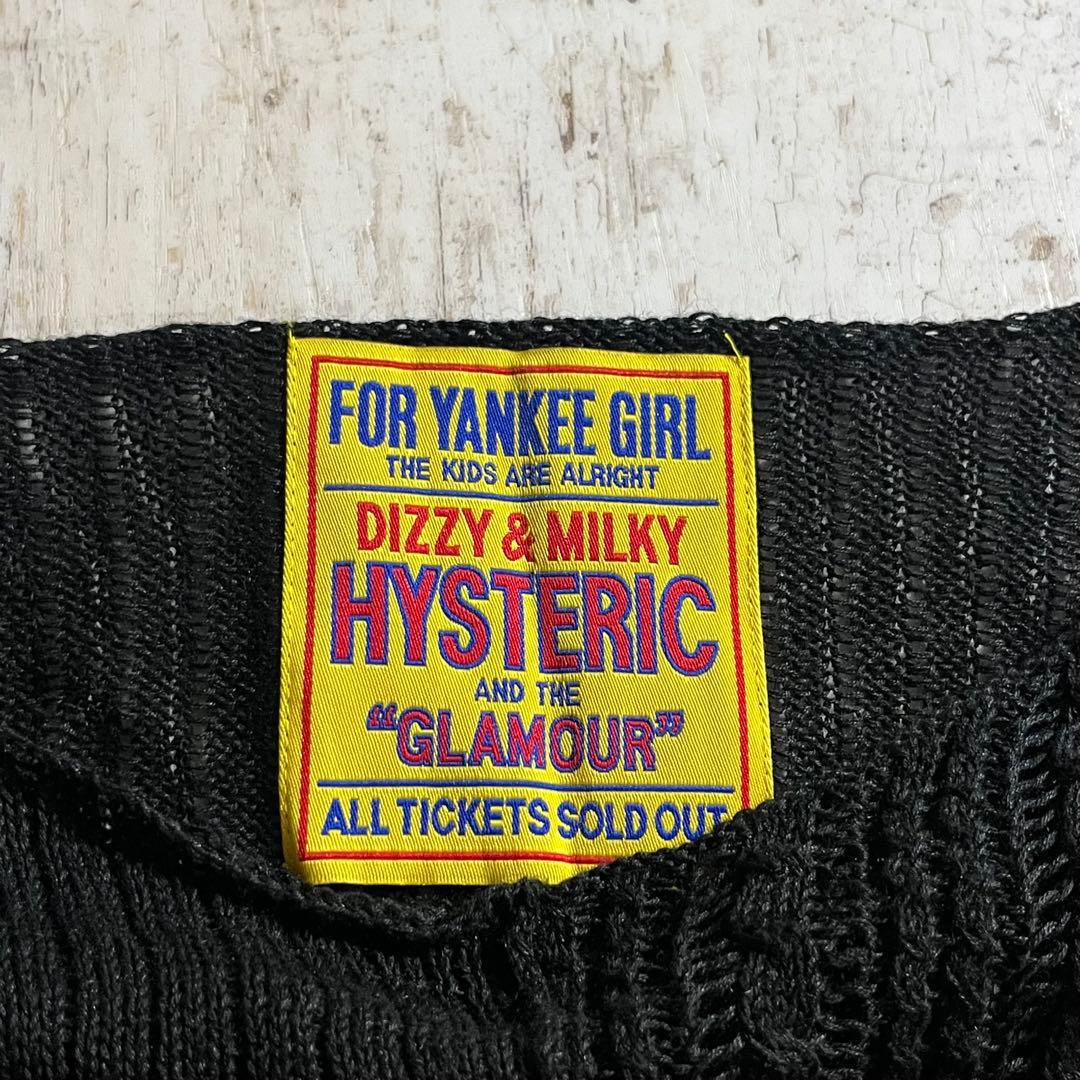 FOR YANKEE GIRL
THE KIDS ARE ALRIGHT
DIZZY & MILKY
HYSTERIC
AND THE
“GLAMOUR”
ALL TICKETS SOLD OUT